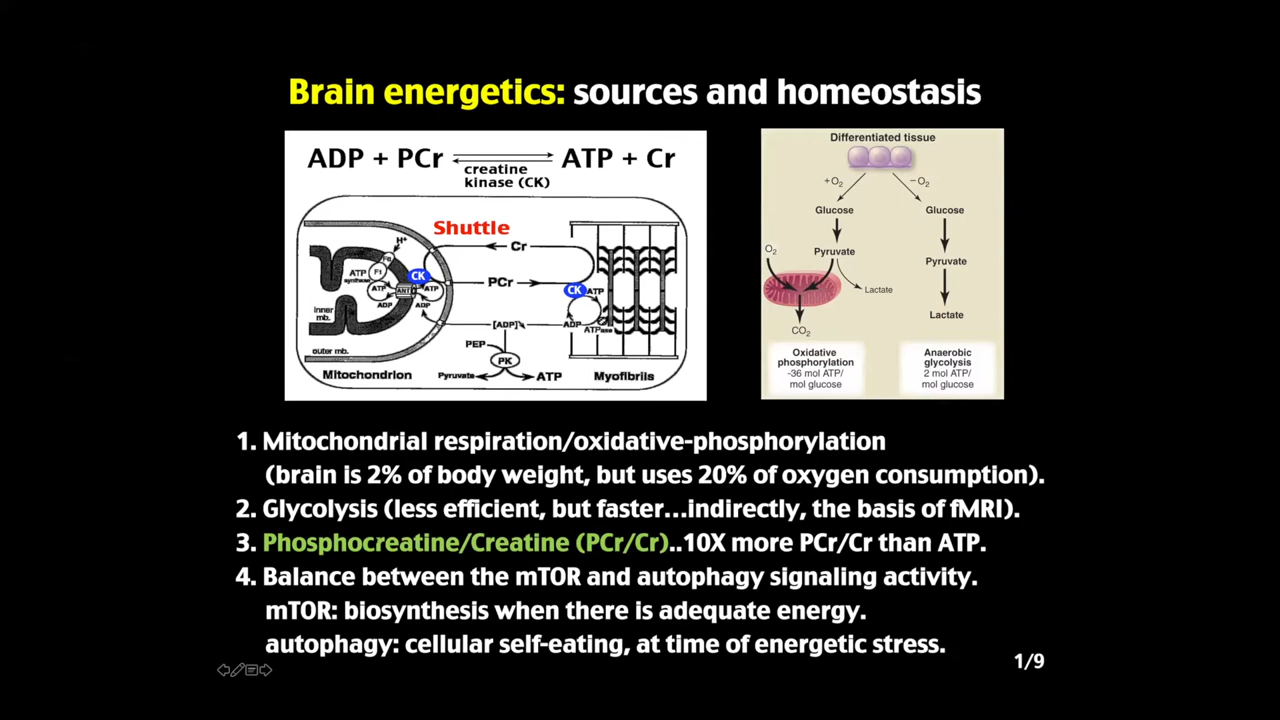 Brain energetics: sources and homeostasis
ADP + PCr
ATP + Cr
creatine
kinase (CK)
Shuttle
Cr
H+
F0
F1
ATP
synthase
ATP
ADP
ANT
CK
ATP
ADP
PCr
CK
ATP
ADP
ATPase
inner
mb.
outer mb.
[ADP]
PEP
PK
Pyruvate
ATP
Mitochondrion
Myofibrils
Differentiated tissue
+O2
−O2
Glucose
Glucose
O2
Pyruvate
Pyruvate
Lactate
Lactate
CO2
Oxidative
phosphorylation
~36 mol ATP/
mol glucose
Anaerobic
glycolysis
2 mol ATP/
mol glucose
1. Mitochondrial respiration/oxidative-phosphorylation
(brain is 2% of body weight, but uses 20% of oxygen consumption).
2. Glycolysis (less efficient, but faster...indirectly, the basis of fMRI).
3. Phosphocreatine/Creatine (PCr/Cr)..10X more PCr/Cr than ATP.
4. Balance between the mTOR and autophagy signaling activity.
mTOR: biosynthesis when there is adequate energy.
autophagy: cellular self-eating, at time of energetic stress.
1/9